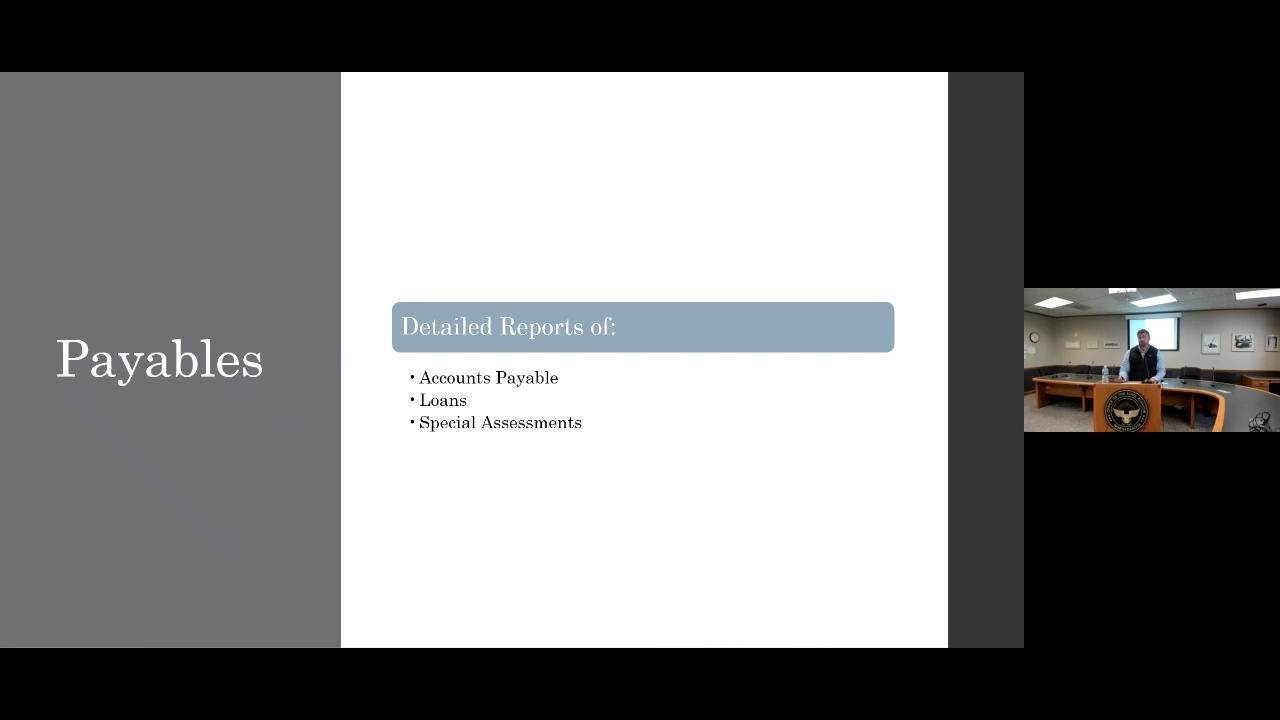 Payables
Detailed Reports of:
• Accounts Payable
• Loans
• Special Assessments